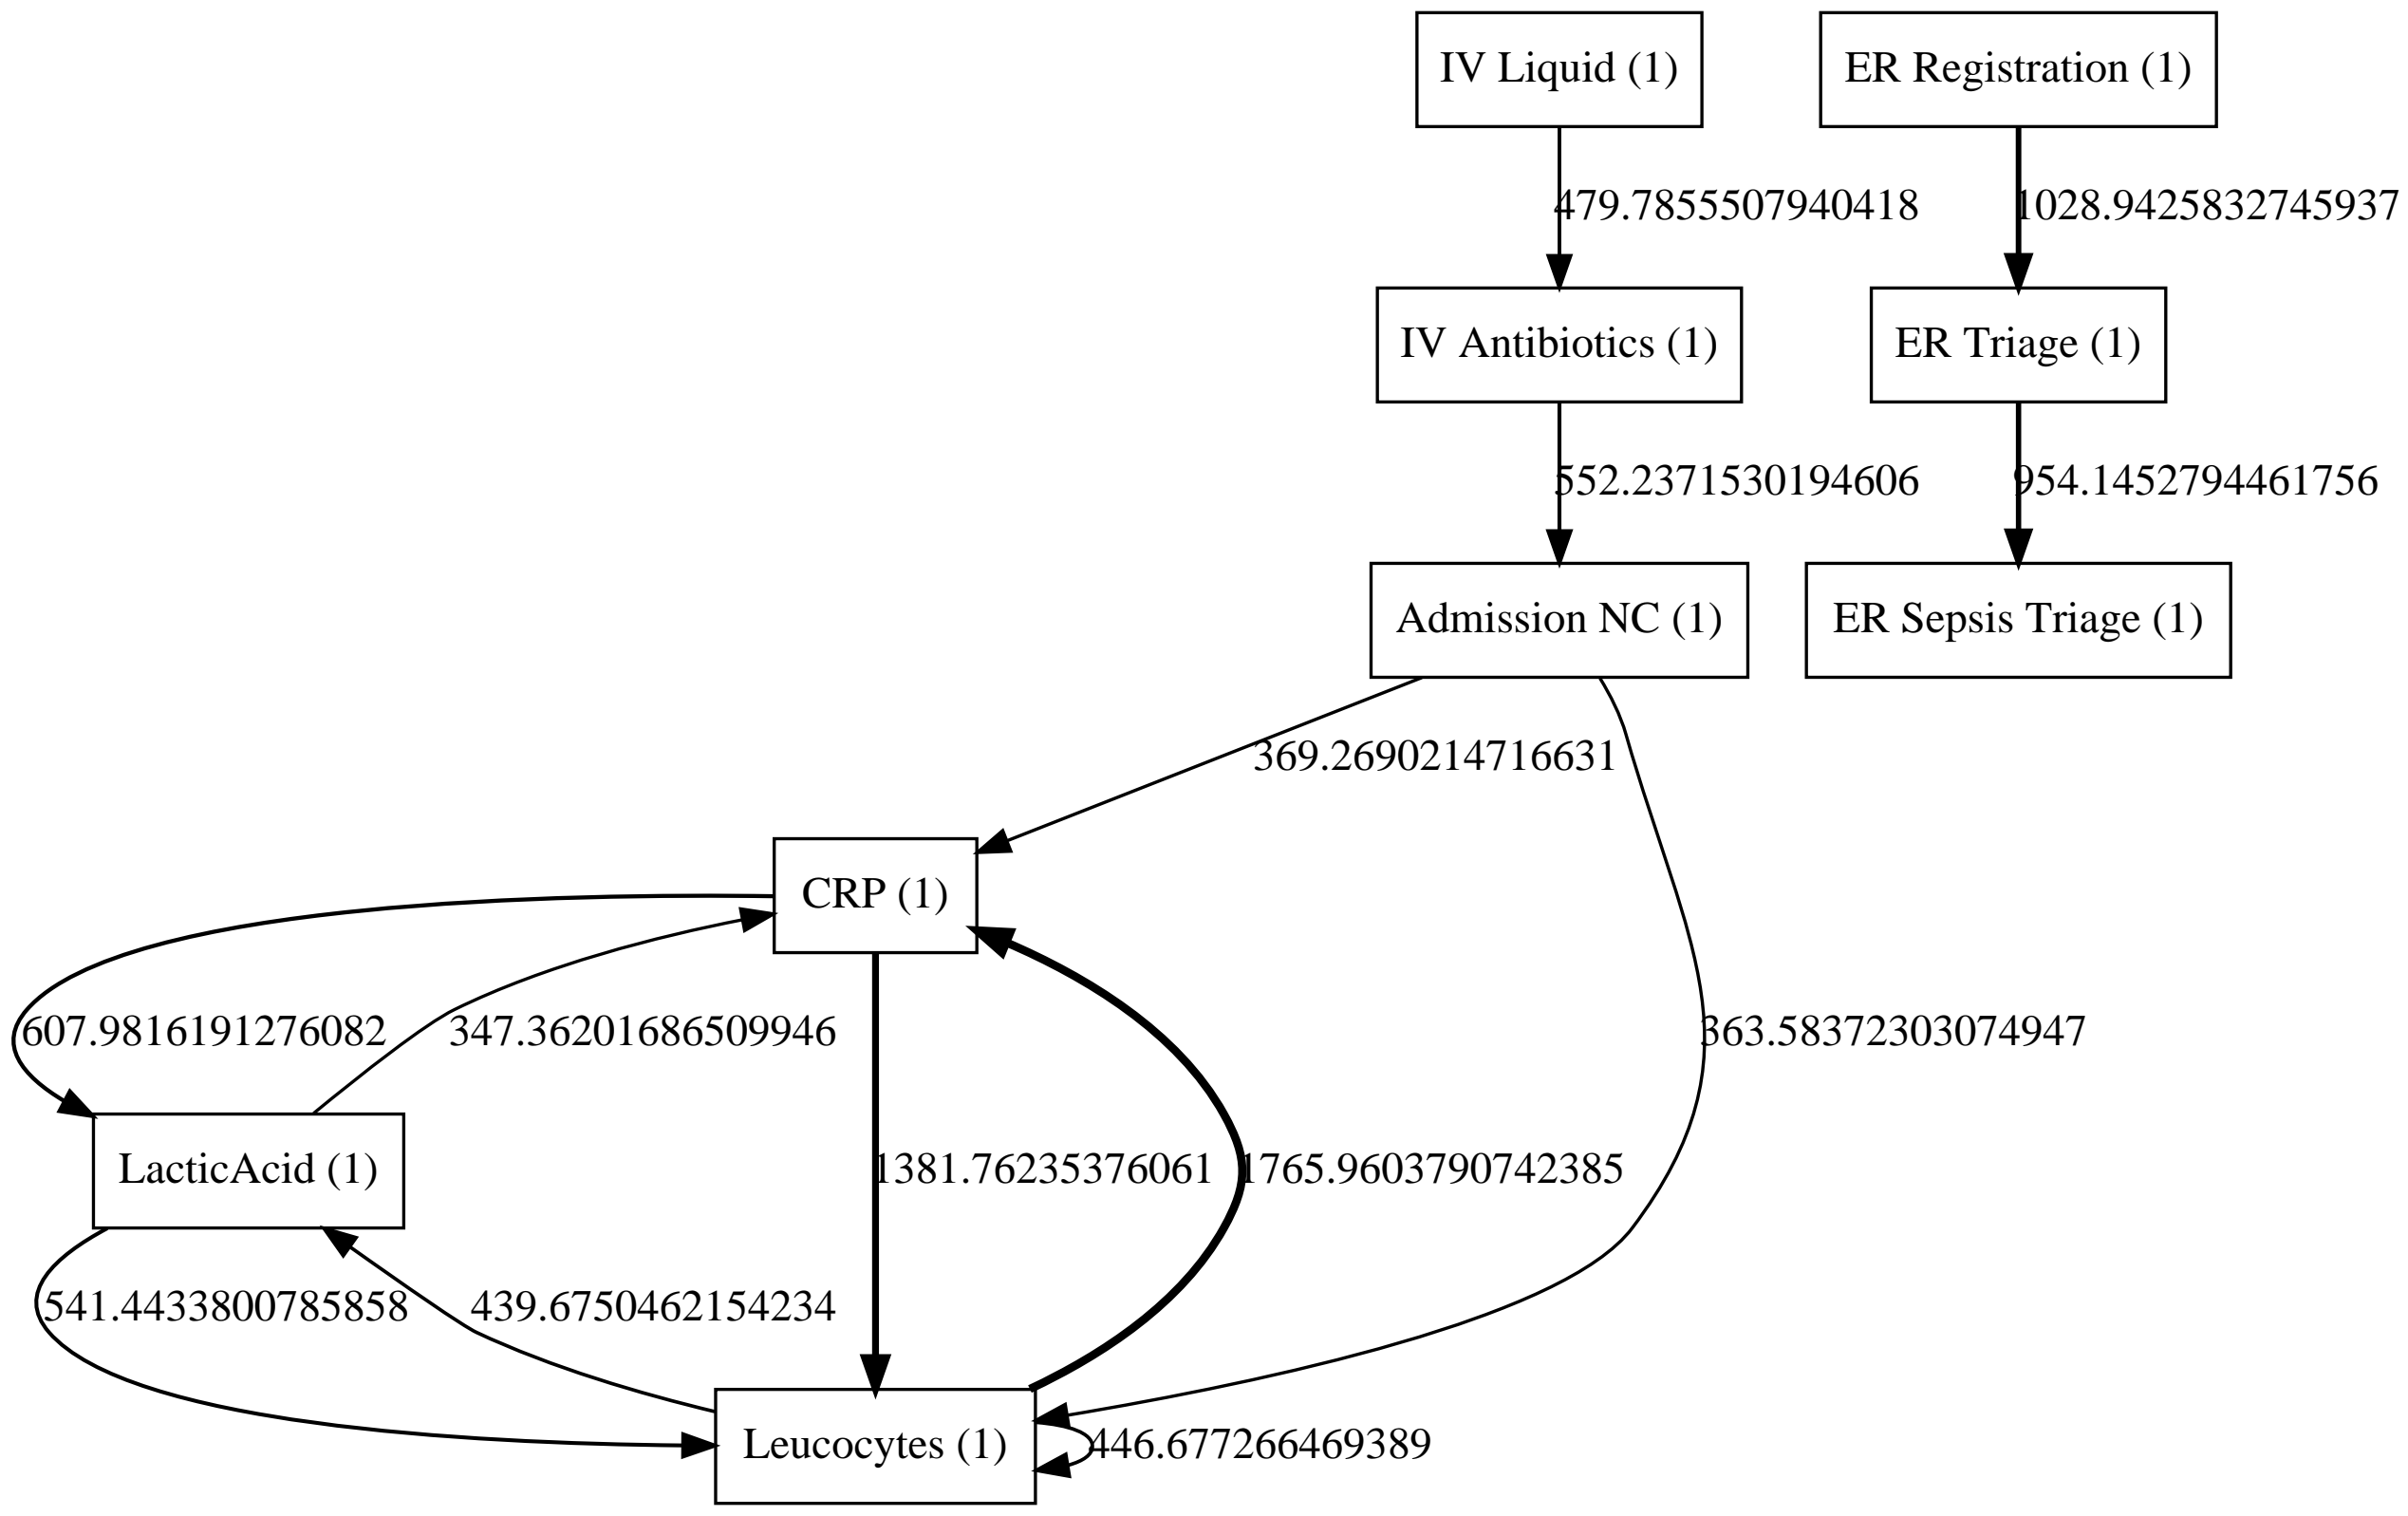 IV Liquid (1)
ER Registration (1)
479.7855507940418
1028.9425832745937
IV Antibiotics (1)
ER Triage (1)
552.2371530194606
954.1452794461756
Admission NC (1)
ER Sepsis Triage (1)
369.2690214716631
CRP (1)
607.9816191276082
347.36201686509946
363.58372303074947
LacticAcid (1)
1381.76235376061
1765.9603790742385
541.4433800785858
439.6750462154234
Leucocytes (1)
446.677266469389